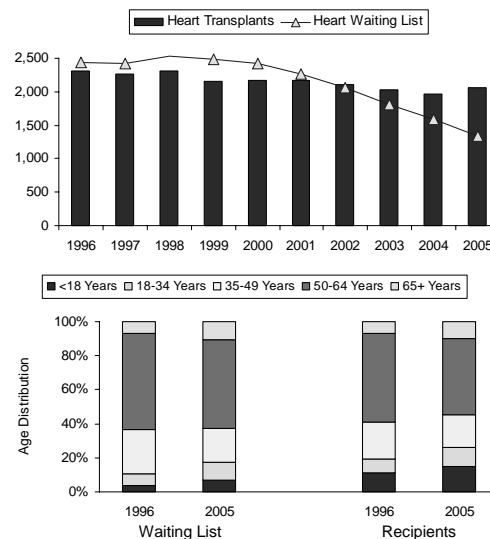 Heart Transplants Heart Waiting List
2,500
2,000
1,500
1,000
500
0
1996 1997 1998 1999 2000 2001 2002 2003 2004 2005
<18 Years 18-34 Years 35-49 Years 50-64 Years 65+ Years
100%
80%
60%
40%
20%
0%
Age Distribution
1996 2005 1996 2005
Waiting List Recipients